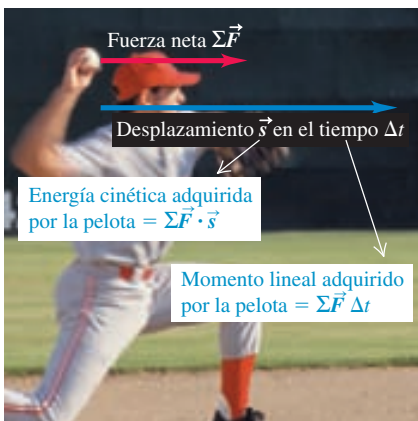 Fuerza neta ΣF⃗
Desplazamiento s⃗ en el tiempo Δt
Energía cinética adquirida
por la pelota = ΣF⃗ · s⃗
Momento lineal adquirido
por la pelota = ΣF⃗ Δt